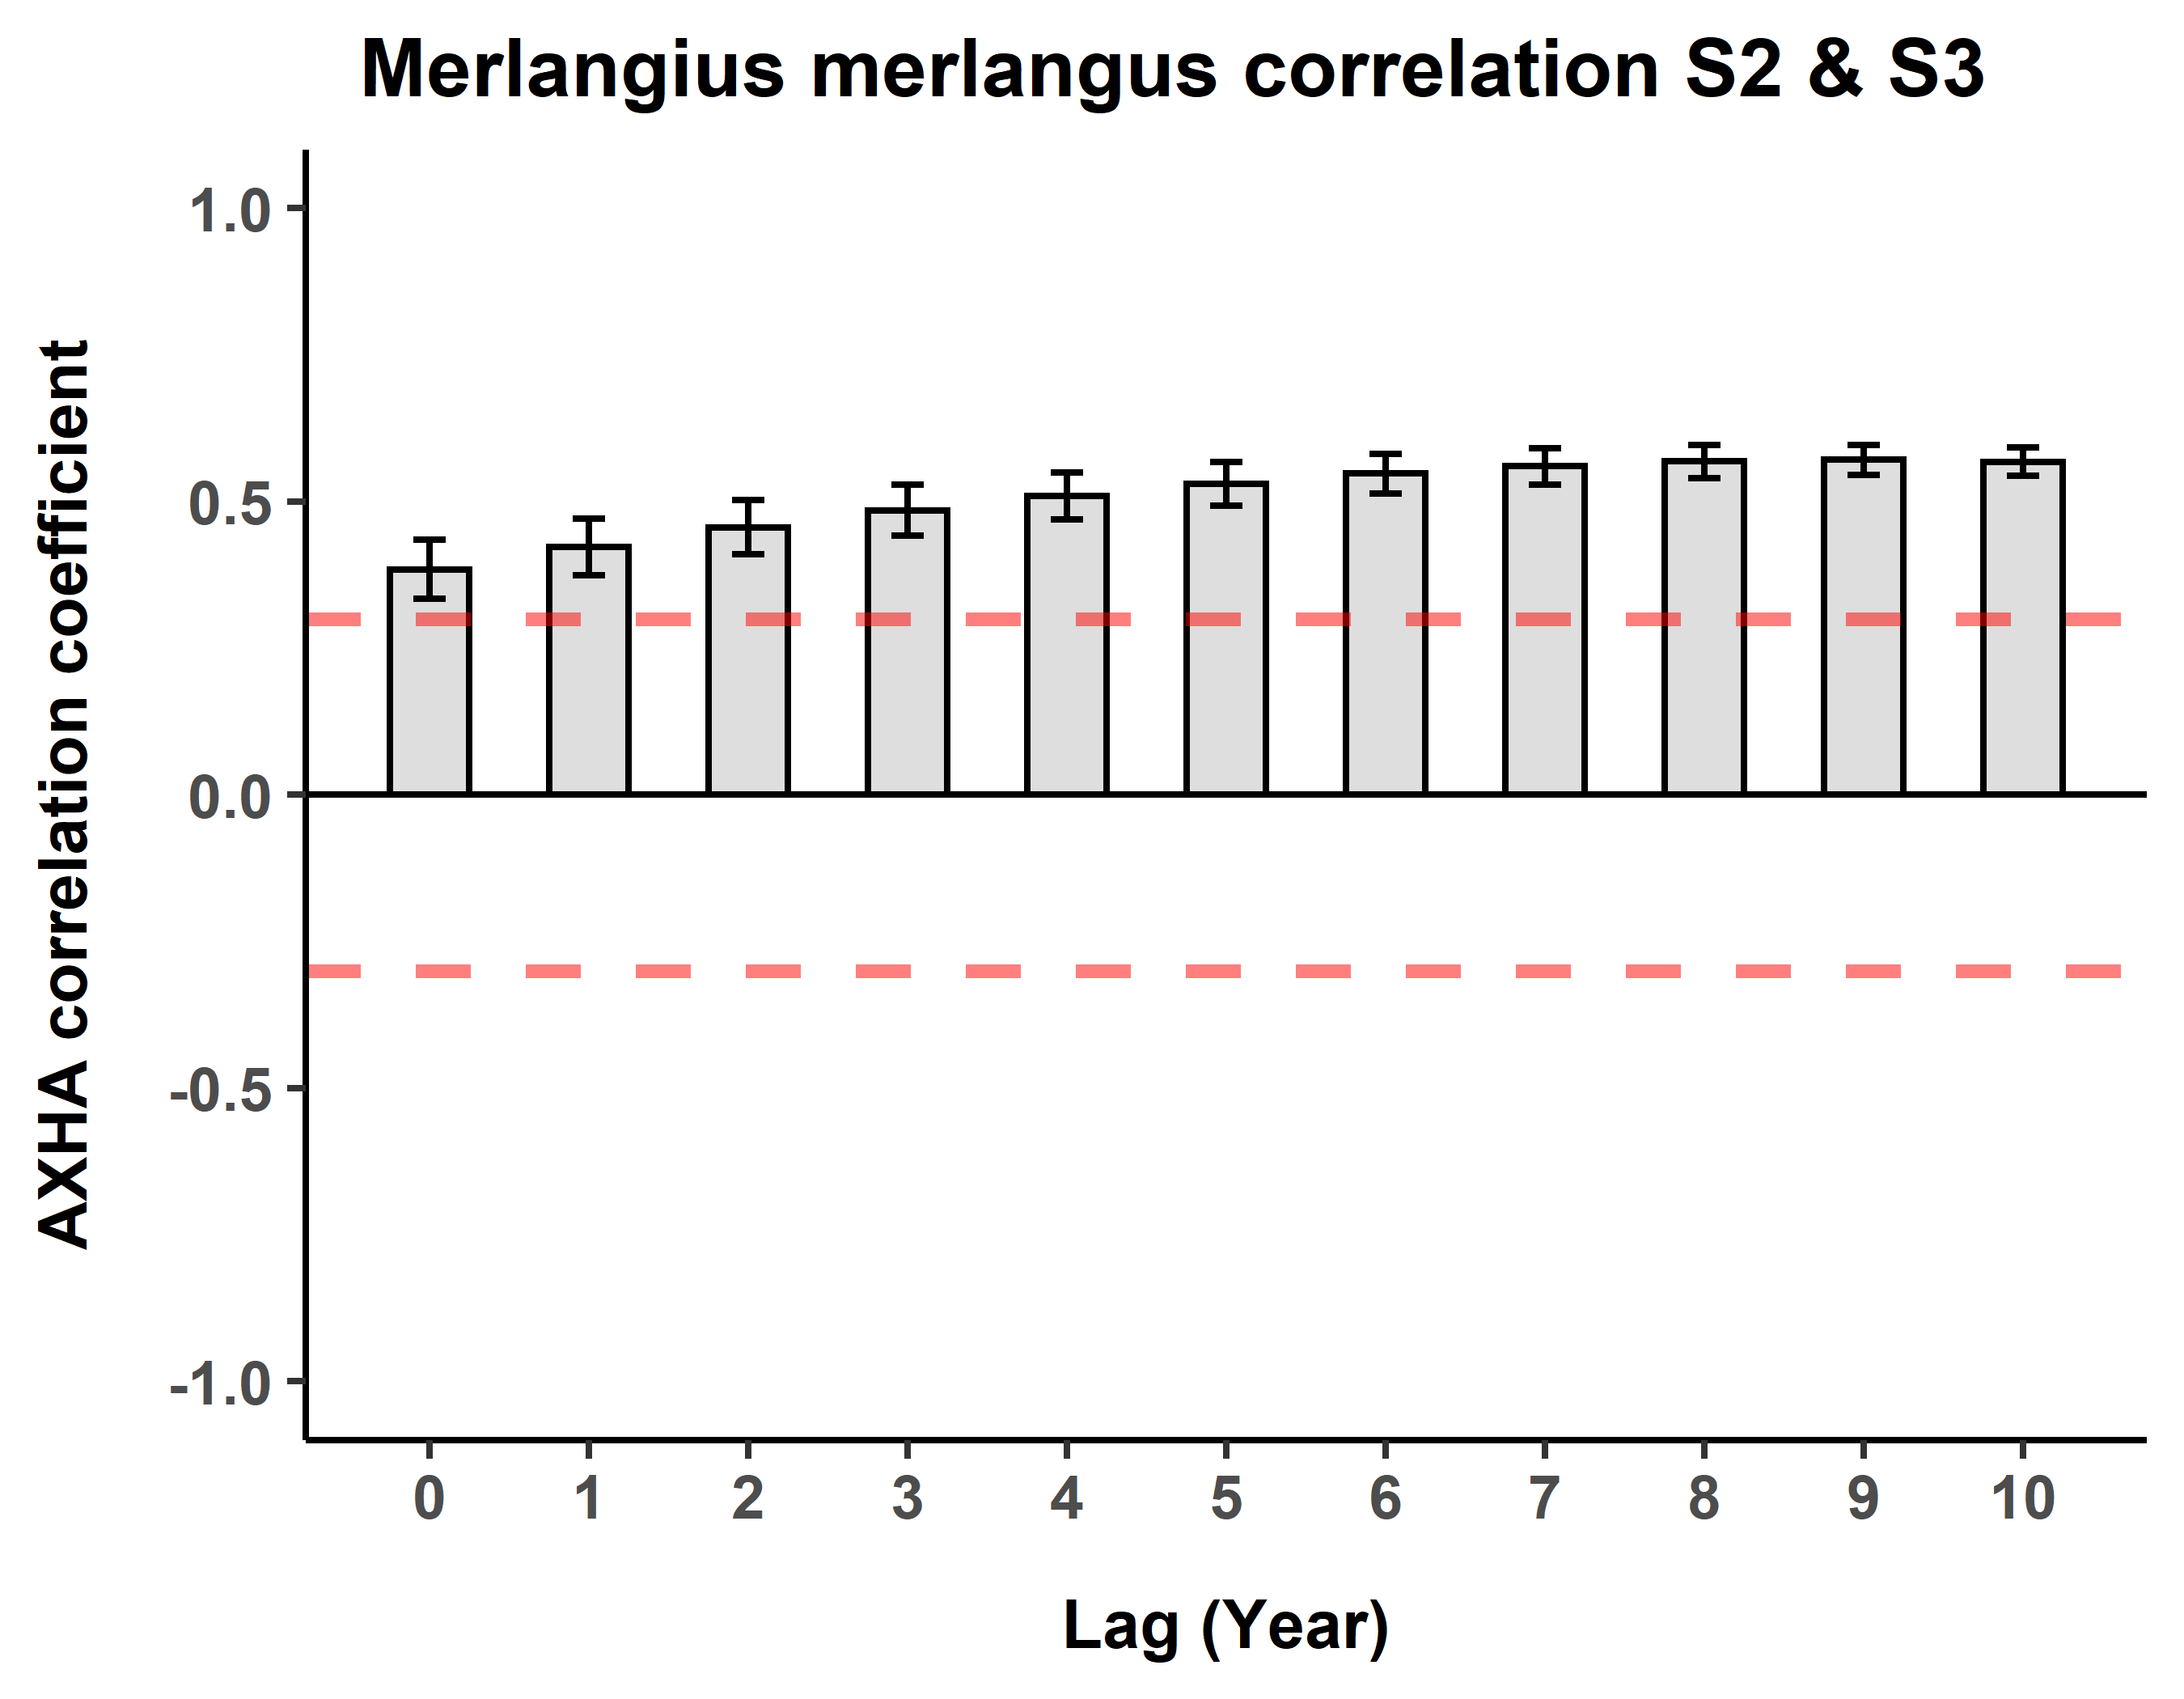 Merlangius merlangus correlation S2 & S3
AXHA correlation coefficient
1.0
0.5
0.0
-0.5
-1.0
0 1 2 3 4 5 6 7 8 9 10
Lag (Year)